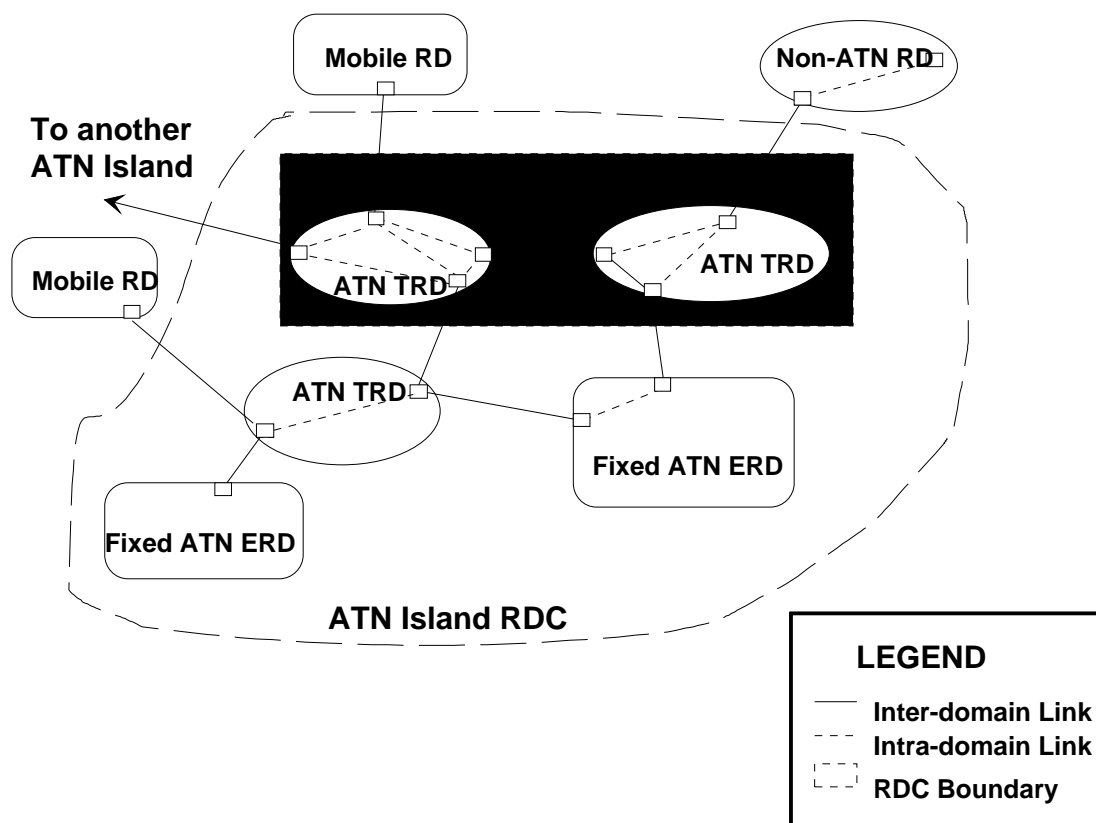 Mobile RD
Non-ATN RD
To another
ATN Island
ATN TRD
ATN TRD
Mobile RD
ATN TRD
Fixed ATN ERD
Fixed ATN ERD
ATN Island RDC
LEGEND
Inter-domain Link
Intra-domain Link
RDC Boundary